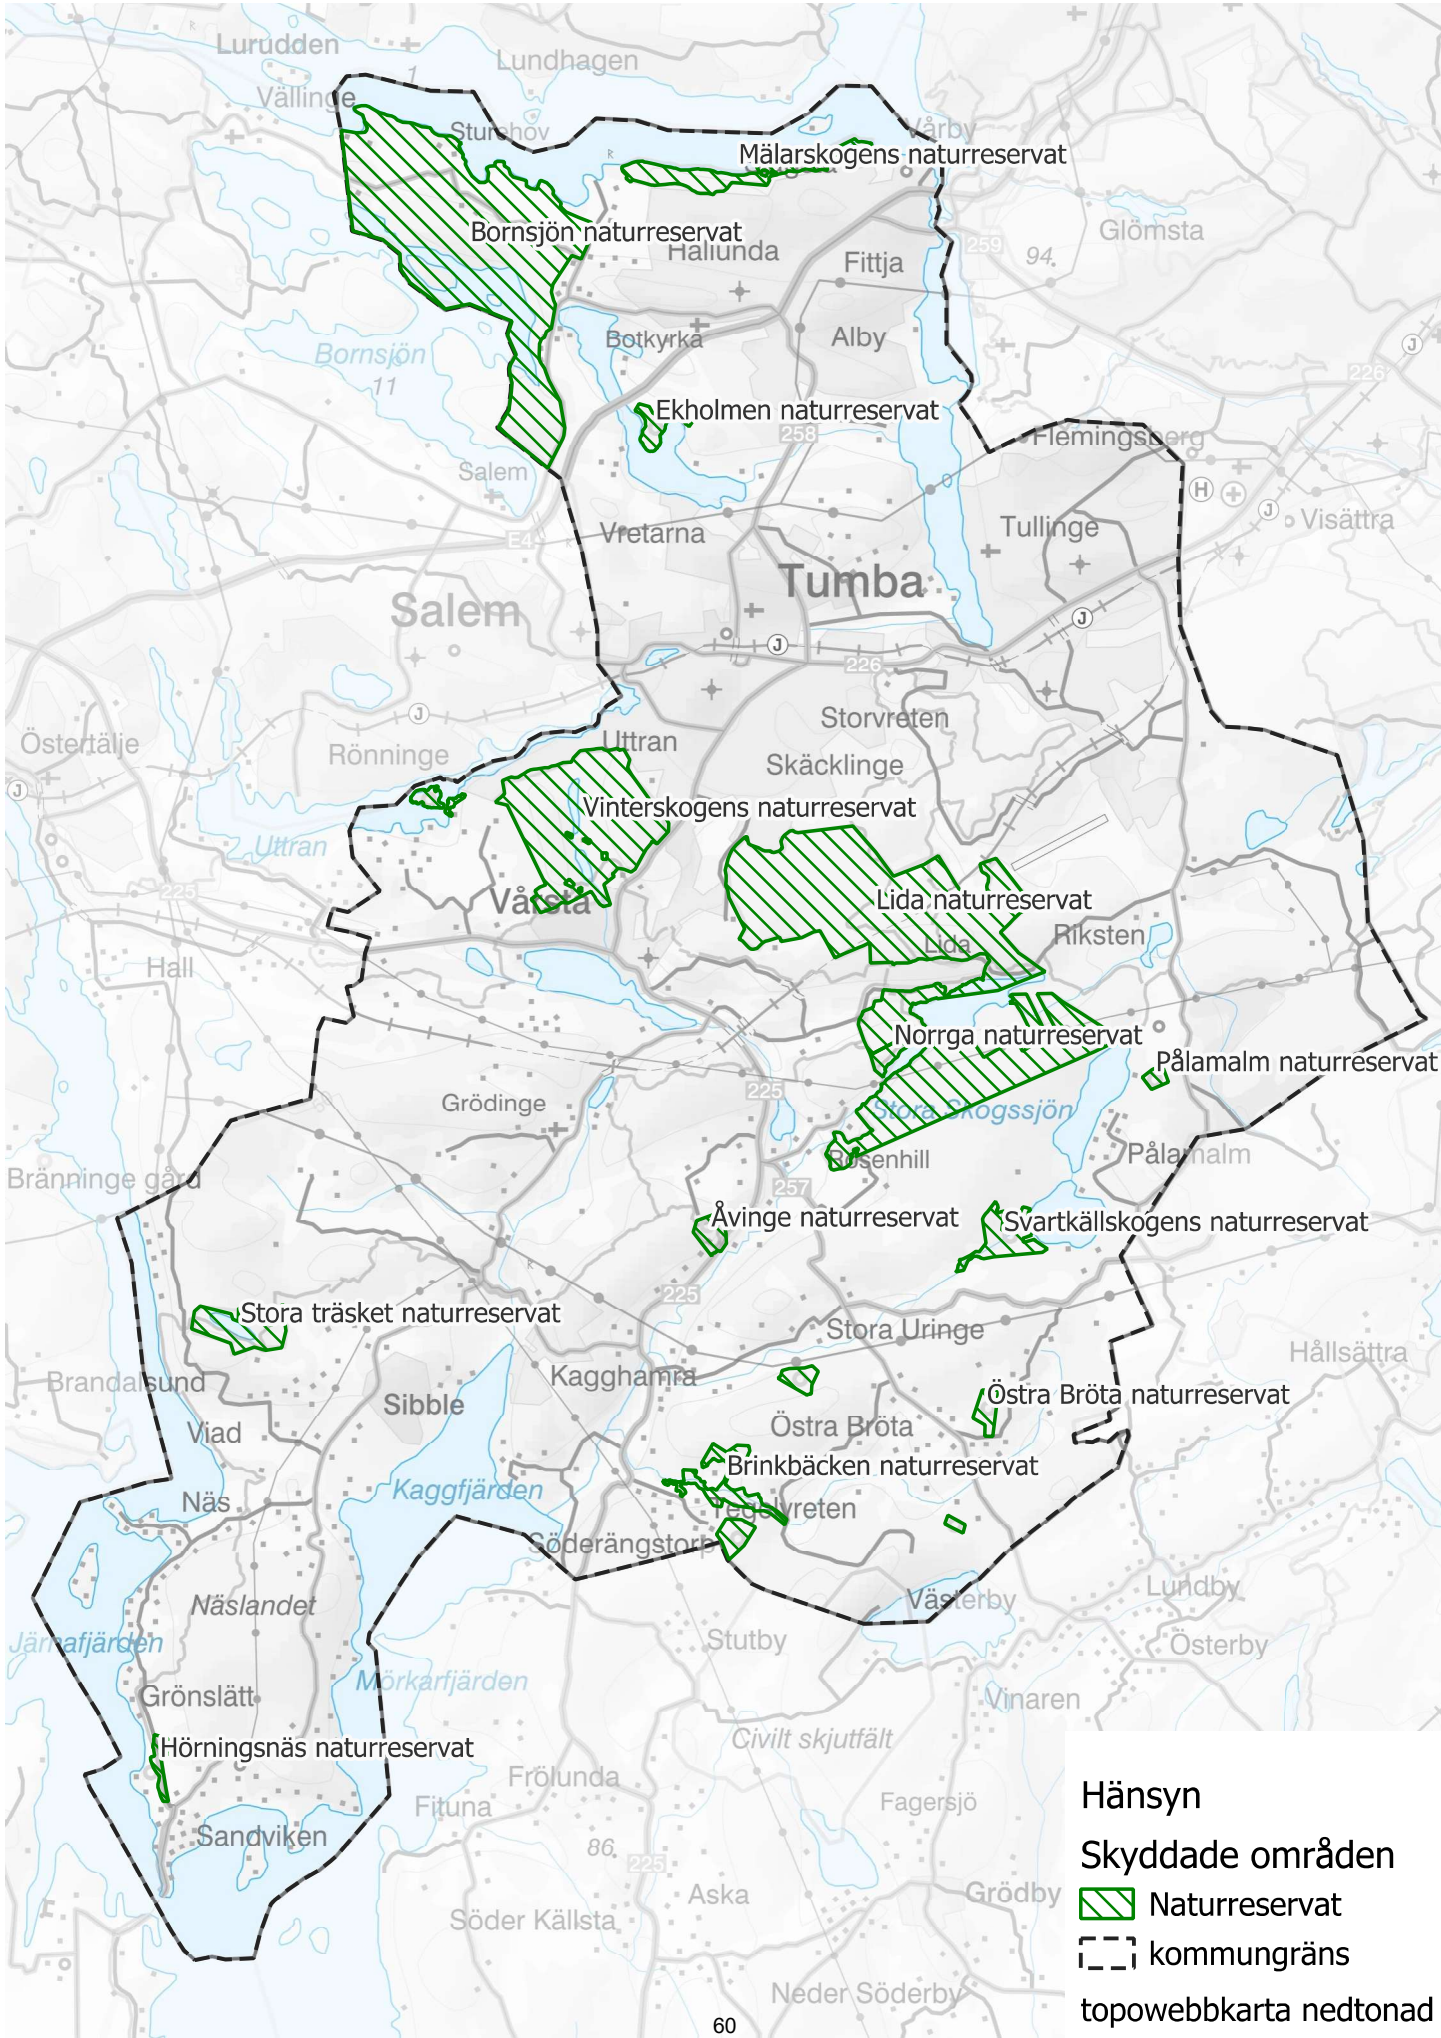 Lurudden
Lundhagen
1
Vällinge
Sturehov
Vårby
R
Mälarskogens naturreservat
Bornsjön naturreservat
Hallunda
Glömsta
259
94
Fittja
Botkyrka
Alby
Bornsjön
11
J
226
Ekholmen naturreservat
258
Flemingsberg
Salem
H
J
Visättra
Vretarna
E4
Tullinge
Tumba
Salem
J
J
226
J
Storvreten
Östertälje
Rönninge
Uttran
Skäcklinge
J
Vinterskogens naturreservat
Uttran
225
Vårsta
Lida naturreservat
Lida
Riksten
Hall
Norrga naturreservat
Pålamalm naturreservat
225
Grödinge
Stora Skogssjön
Bränninge gård
Rosenhill
Pålamalm
257
Åvinge naturreservat
Svartkällskogens naturreservat
R
225
Stora träsket naturreservat
Stora Uringe
Hållsättra
Brandalsund
Kagghamra
Sibble
Östra Bröta naturreservat
Viad
Östra Bröta
Brinkbäcken naturreservat
Kaggfjärden
Näs
Tegelvreten
Söderängstorp
Näslandet
Västerby
Lundby
Järnafjärden
Stutby
Österby
Mörkarfjärden
Grönslätt
Vinaren
Civilt skjutfält
Hörningsnäs naturreservat
Frölunda
Fituna
Fagersjö
Sandviken
86
225
Aska
Grödby
Söder Källsta
Neder Söderby
Hänsyn
Skyddade områden
Naturreservat
kommungräns
topowebbkarta nedtonad
60